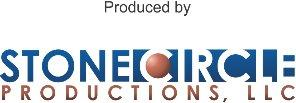 Produced by
STONECIRCLE
PRODUCTIONS, LLC